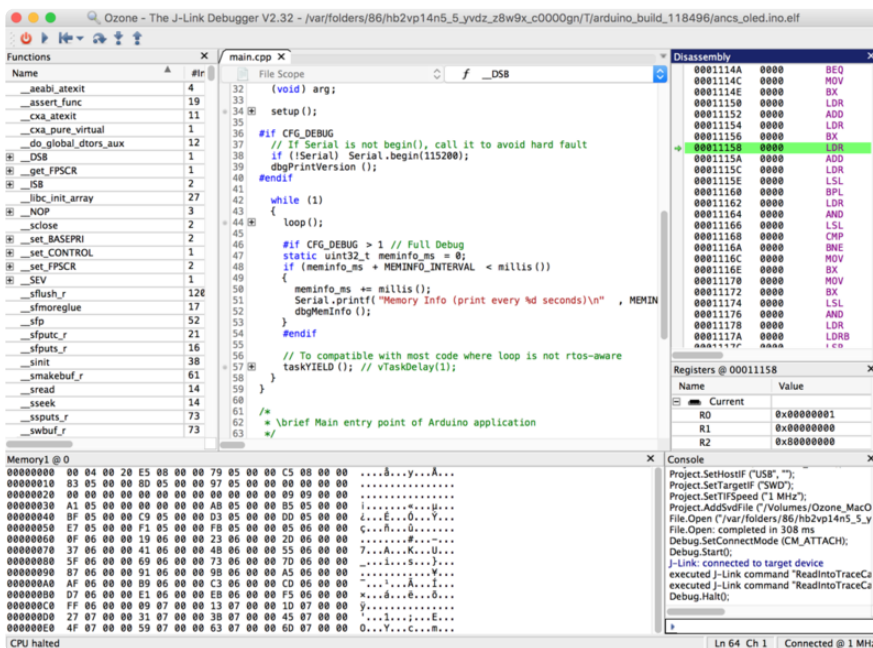 Ozone - The J-Link Debugger V2.32 - /var/folders/86/hb2vp14n5_5_yvdz_z8w9x_c0000gn/T/arduino_build_118496/ancs_oled.ino.elf
Functions
Name #Ir
__aeabi_atexit 4
__assert_func 19
__cxa_atexit 11
__cxa_pure_virtual 1
__do_global_dtors_aux 12
__DSB 1
__get_FPSCR 1
__ISB 2
__libc_init_array 27
__NOP 3
__sclose 2
__set_BASEPRI 2
__set_CONTROL 1
__set_FPSCR 2
__SEV 1
__sflush_r 120
__sfmoreglue 17
__sfp 52
__sfputc_r 21
__sfputs_r 16
__sinit 38
__smakebuf_r 61
__sread 14
__sseek 14
__ssputs_r 73
__swbuf_r 73
main.cpp
File Scope f __DSB
32 (void) arg;
33
34 setup();
35
36 #if CFG_DEBUG
37 // If Serial is not begin(), call it to avoid hard fault
38 if (!Serial) Serial.begin(115200);
39 dbgPrintVersion ();
40 #endif
41
42 while (1)
43 {
44 loop();
45
46 #if CFG_DEBUG > 1 // Full Debug
47 static uint32_t meminfo_ms = 0;
48 if (meminfo_ms + MEMINFO_INTERVAL < millis())
49 {
50 meminfo_ms += millis();
51 Serial.printf("Memory Info (print every %d seconds)\n" , MEMIN
52 dbgMemInfo ();
53 }
54 #endif
55
56 // To compatible with most code where loop is not rtos-aware
57 taskYIELD (); // vTaskDelay(1);
58 }
59 }
60
61 /*
62 * \brief Main entry point of Arduino application
63 */
Disassembly
0001114A 0000 BEQ
0001114C 0000 MOV
0001114E 0000 BX
00011150 0000 LDR
00011152 0000 ADD
00011154 0000 LDR
00011156 0000 BX
00011158 0000 LDR
0001115A 0000 ADD
0001115C 0000 LDR
0001115E 0000 LSL
00011160 0000 BPL
00011162 0000 LDR
00011164 0000 AND
00011166 0000 LSL
00011168 0000 CMP
0001116A 0000 BNE
0001116C 0000 MOV
0001116E 0000 BX
00011170 0000 MOV
00011172 0000 BX
00011174 0000 LSL
00011176 0000 AND
00011178 0000 LDR
0001117A 0000 LDRB
0001117C 0000 LSR
Registers @ 00011158
Name Value
Current
R0 0x00000001
R1 0x00000000
R2 0x80000000
Memory1 @ 0
00000000 00 04 00 20 E5 08 00 00 79 05 00 00 C5 08 00 00 ....å...y...Å...
00000010 83 05 00 00 8D 05 00 00 97 05 00 00 00 00 00 00 ................
00000020 00 00 00 00 00 00 00 00 00 00 00 00 09 09 00 00 ................
00000030 A1 05 00 00 00 00 00 00 AB 05 00 00 B5 05 00 00 ¡.......«...µ...
00000040 BF 05 00 00 C9 05 00 00 D3 05 00 00 DD 05 00 00 ¿...É...Ó...Ý...
00000050 E7 05 00 00 F1 05 00 00 FB 05 00 00 05 06 00 00 ç...ñ...û.......
00000060 0F 06 00 00 19 06 00 00 23 06 00 00 2D 06 00 00 ........#...-...
00000070 37 06 00 00 41 06 00 00 4B 06 00 00 55 06 00 00 7...A...K...U...
00000080 5F 06 00 00 69 06 00 00 73 06 00 00 7D 06 00 00 _...i...s...}...
00000090 87 06 00 00 91 06 00 00 9B 06 00 00 A5 06 00 00 ............¥...
000000A0 AF 06 00 00 B9 06 00 00 C3 06 00 00 CD 06 00 00 ¯...¹...Ã...Í...
000000B0 D7 06 00 00 E1 06 00 00 EB 06 00 00 F5 06 00 00 ×...á...ë...õ...
000000C0 FF 06 00 00 09 07 00 00 13 07 00 00 1D 07 00 00 ÿ...............
000000D0 27 07 00 00 31 07 00 00 3B 07 00 00 45 07 00 00 '...1...;...E...
000000E0 4F 07 00 00 59 07 00 00 63 07 00 00 6D 07 00 00 O...Y...c...m...
Console
Project.SetHostIF ("USB", "");
Project.SetTargetIF ("SWD");
Project.SetTIFSpeed ("1 MHz");
Project.AddSvdFile ("/Volumes/Ozone_MacO
File.Open ("/var/folders/86/hb2vp14n5_5_y
File.Open: completed in 308 ms
Debug.SetConnectMode (CM_ATTACH);
Debug.Start();
J-Link: connected to target device
executed J-Link command "ReadIntoTraceCa
executed J-Link command "ReadIntoTraceCa
Debug.Halt();
CPU halted Ln 64 Ch 1 Connected @ 1 MHz